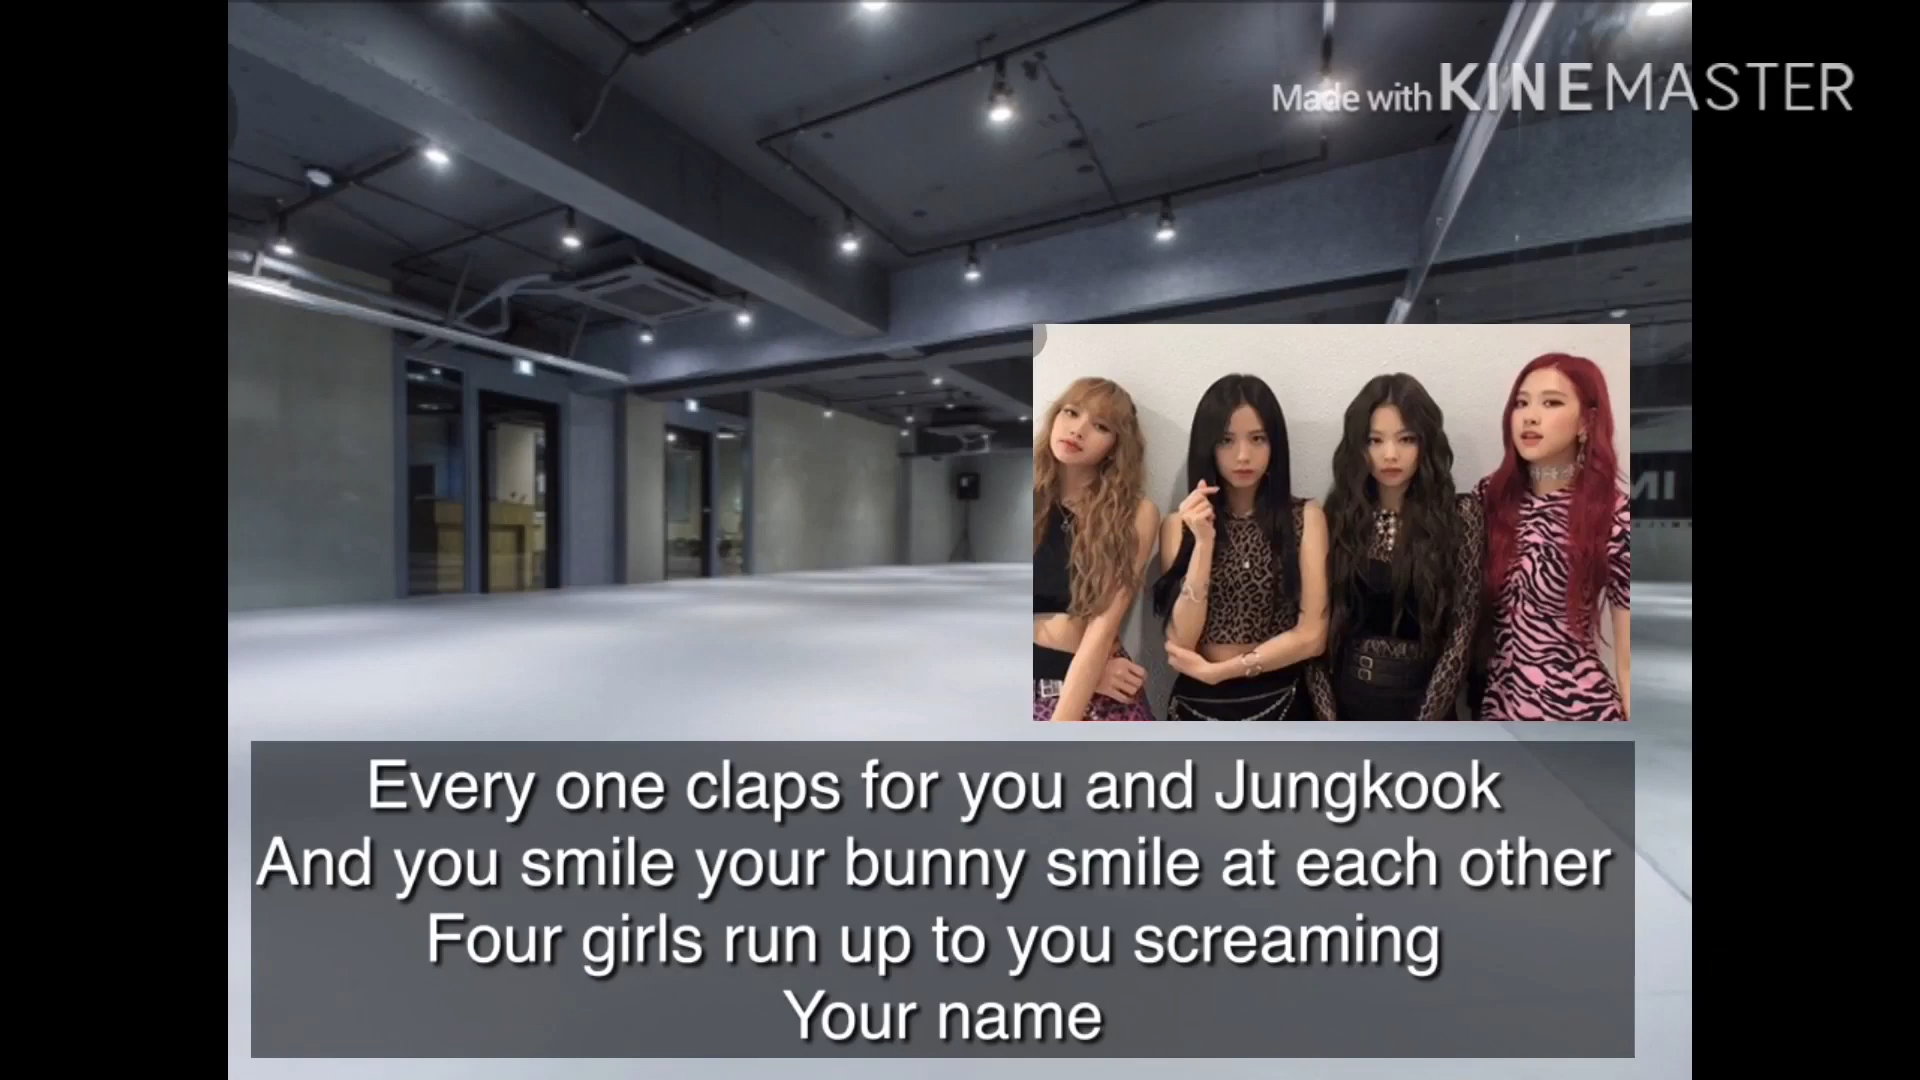 Made with KINEMASTER
Every one claps for you and Jungkook
And you smile your bunny smile at each other
Four girls run up to you screaming
Your name